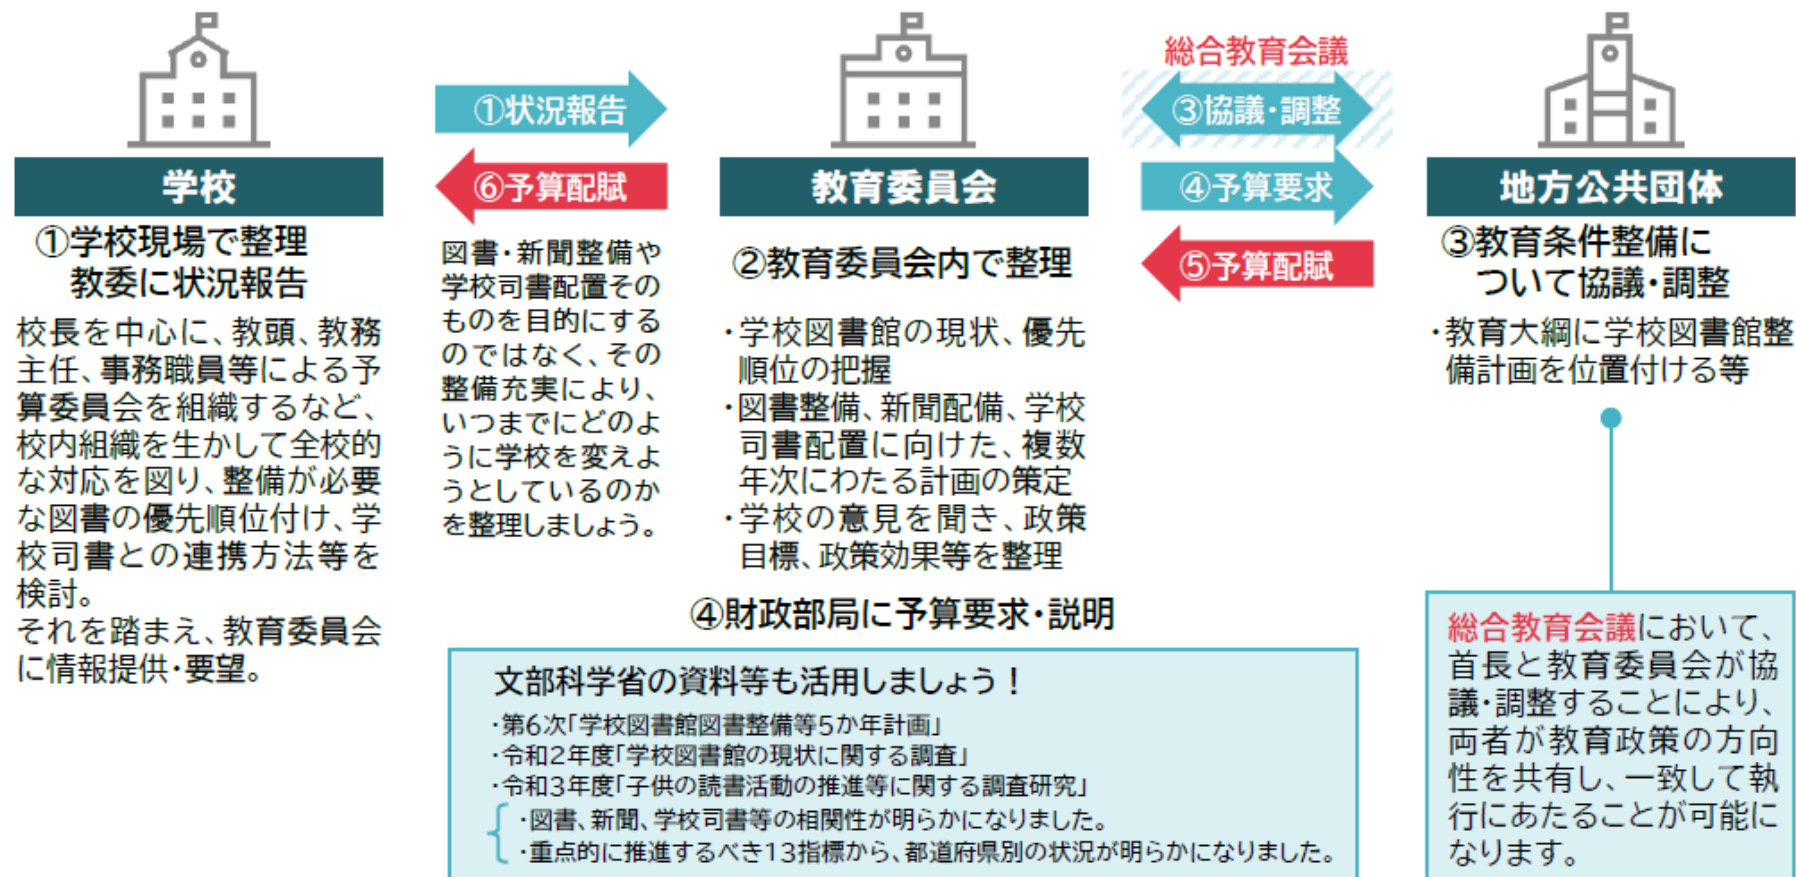 学校
①学校現場で整理
教委に状況報告
校長を中心に、教頭、教務
主任、事務職員等による予
算委員会を組織するなど、
校内組織を生かして全校的
な対応を図り、整備が必要
な図書の優先順位付け、学
校司書との連携方法等を
検討。
それを踏まえ、教育委員会
に情報提供・要望。
①状況報告
⑥予算配賦
図書・新聞整備や
学校司書配置その
ものを目的にする
のではなく、その
整備充実により、
いつまでにどのよ
うに学校を変えよ
うとしているのか
を整理しましょう。
教育委員会
②教育委員会内で整理
・学校図書館の現状、優先
順位の把握
・図書整備、新聞配備、学校
司書配置に向けた、複数
年次にわたる計画の策定
・学校の意見を聞き、政策
目標、政策効果等を整理
総合教育会議
③協議・調整
④予算要求
⑤予算配賦
地方公共団体
③教育条件整備に
ついて協議・調整
・教育大綱に学校図書館整
備計画を位置付ける等
総合教育会議において、
首長と教育委員会が協
議・調整することにより、
両者が教育政策の方向
性を共有し、一致して執
行にあたることが可能に
なります。
④財政部局に予算要求・説明
文部科学省の資料等も活用しましょう！
・第6次「学校図書館図書整備等5か年計画」
・令和2年度「学校図書館の現状に関する調査」
・令和3年度「子供の読書活動の推進等に関する調査研究」
・図書、新聞、学校司書等の相関性が明らかになりました。
・重点的に推進するべき13指標から、都道府県別の状況が明らかになりました。